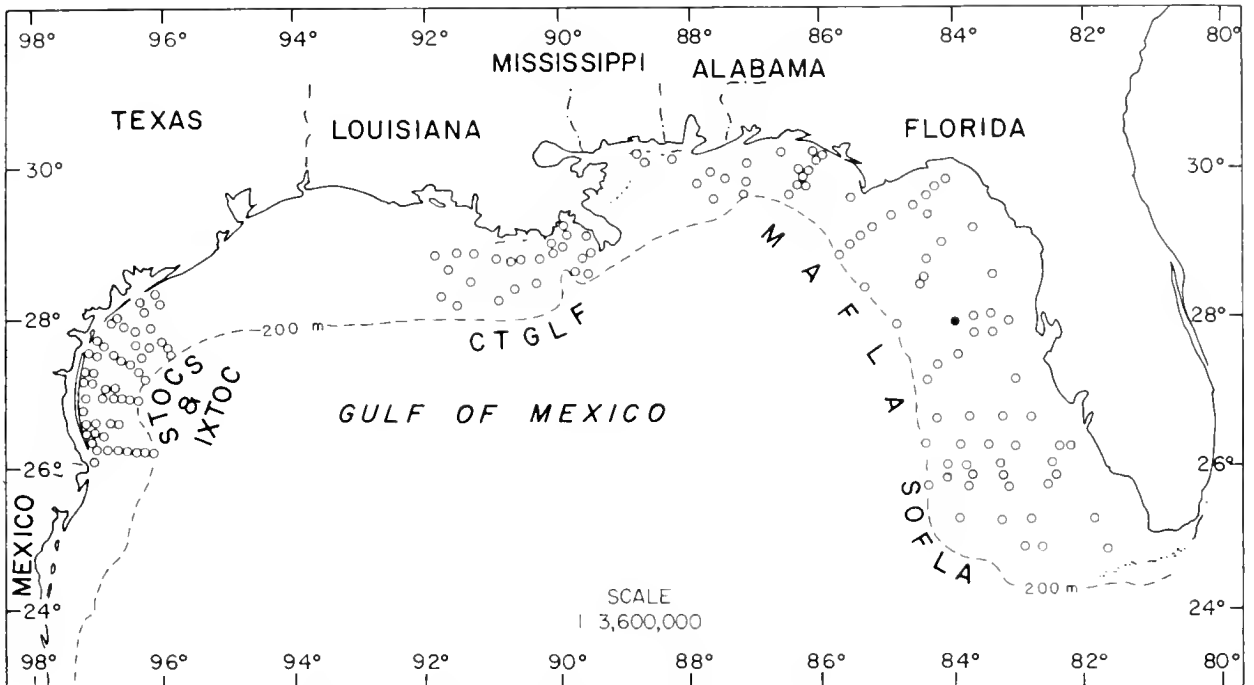 98° 96° 94° 92° 90° 88° 86° 84° 82° 80°
MISSISSIPPI ALABAMA
TEXAS LOUISIANA FLORIDA
30° 30°
MAFLA
28° 200 m 28°
CTGLF
STOCS
&
IXTOC
GULF OF MEXICO
26° 26°
SOFLA
MEXICO
200 m
SCALE
1 3,600,000
24° 24°
98° 96° 94° 92° 90° 88° 86° 84° 82° 80°